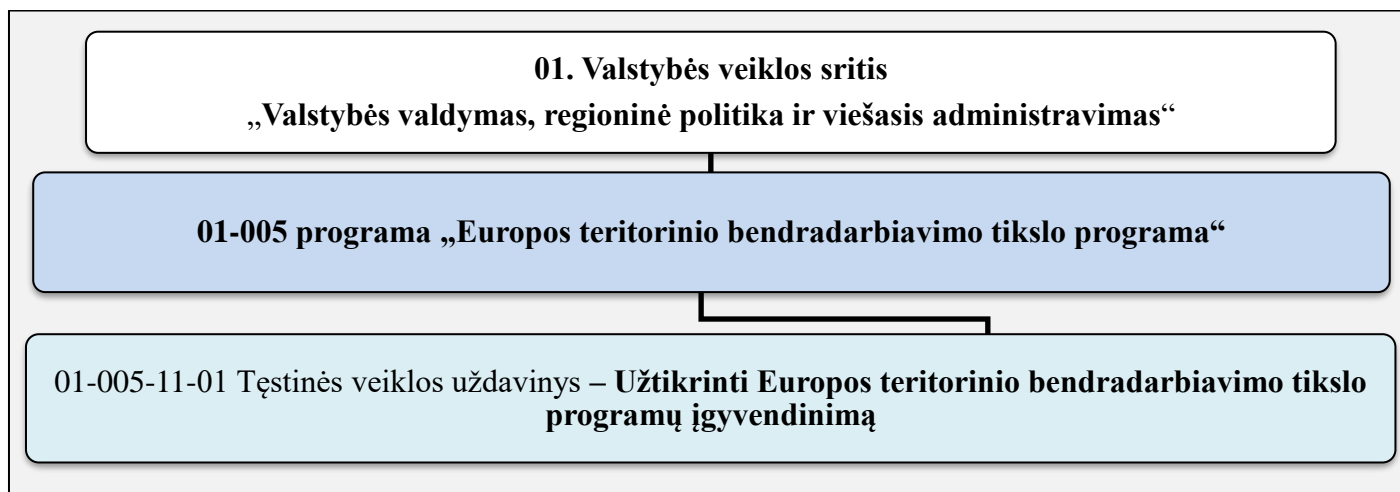 01. Valstybės veiklos sritis
„Valstybės valdymas, regioninė politika ir viešasis administravimas“
01-005 programa „Europos teritorinio bendradarbiavimo tikslo programa“
01-005-11-01 Tęstinės veiklos uždavinys – Užtikrinti Europos teritorinio bendradarbiavimo tikslo
programų įgyvendinimą